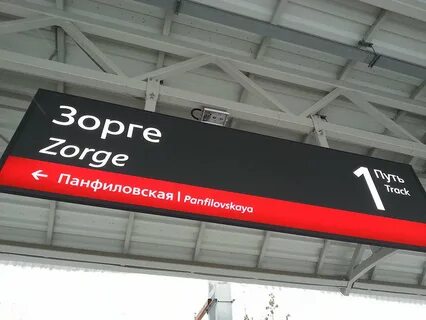 Зорге
Zorge
← Панфиловская | Panfilovskaya
1 Путь
Track